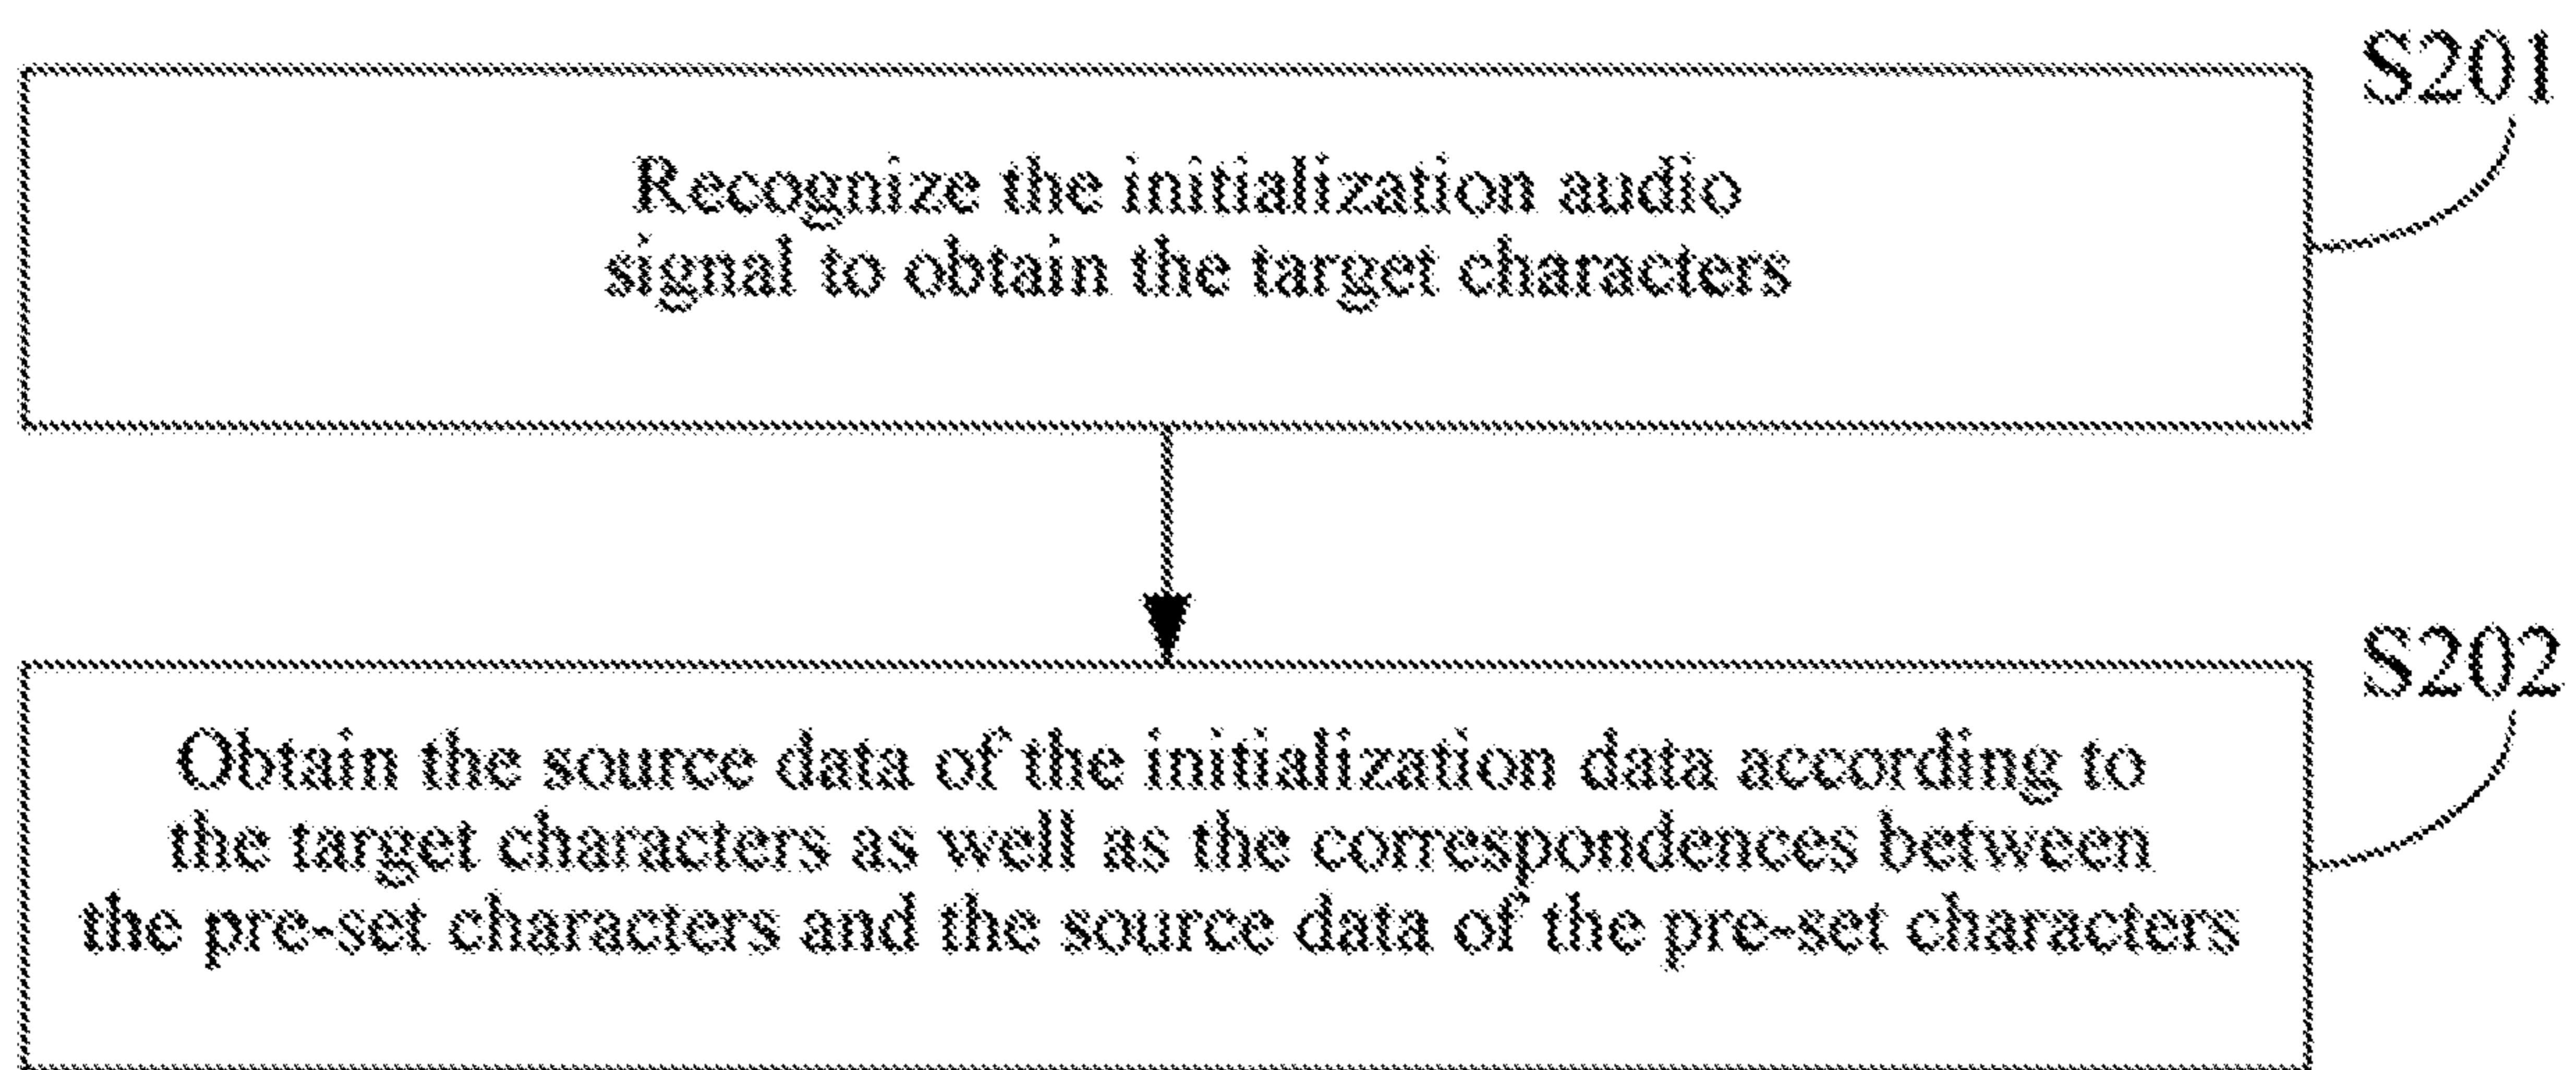 S201
Recognize the initialization audio
signal to obtain the target characters
S202
Obtain the source data of the initialization data according to
the target characters as well as the correspondences between
the pre-set characters and the source data of the pre-set characters